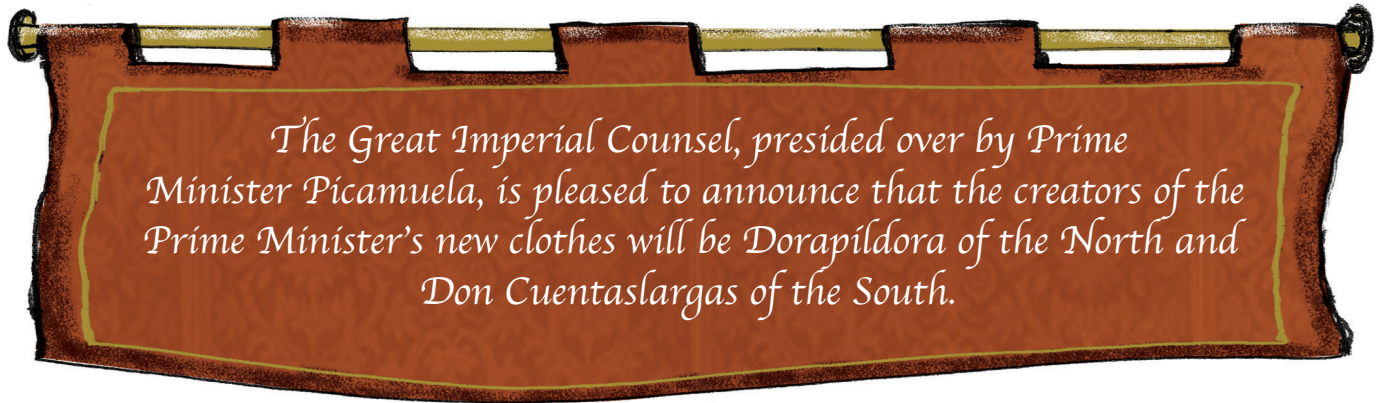 The Great Imperial Counsel, presided over by Prime
Minister Picamuela, is pleased to announce that the creators of the
Prime Minister's new clothes will be Dorapíldora of the North and
Don Cuentaslargas of the South.